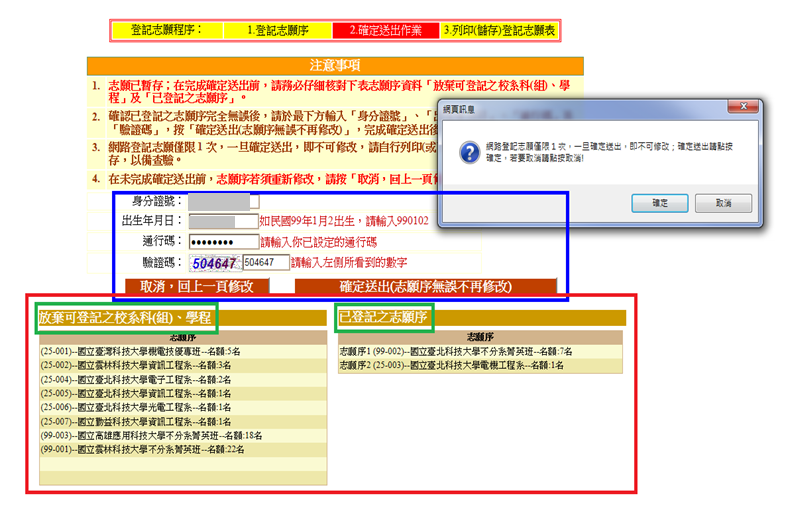 登記志願程序： 1.登記志願序 2.確定送出作業 3.列印(儲存)登記志願表
注意事項
1. 志願已暫存；在完成確定送出前，請務必仔細核對下表志願序資料「放棄可登記之校系科(組)、學
程」及「已登記之志願序」。
2. 確認已登記之志願序完全無誤後，請於最下方輸入「身分證號」、「
「驗證碼」，按「確定送出(志願序無誤不再修改)」，完成確定送出後
3. 網路登記志願僅限1次，一旦確定送出，即不可修改，請自行列印(或
存，以備查驗。
4. 在未完成確定送出前，志願序若須重新修改，請按「取消，回上一頁修
網頁訊息
網路登記志願僅限 1 次，一旦確定送出，即不可修改；確定送出請點按
確定，若要取消請點按取消!
確定 取消
身分證號：
出生年月日： 如民國99年1月2出生，請輸入990102
通行碼： ●●●●●●●● 請輸入你已設定的通行碼
驗證碼： 504647 504647 請輸入左側所看到的數字
取消，回上一頁修改 確定送出(志願序無誤不再修改)
放棄可登記之校系科(組)、學程
志願序
(25-001)--國立臺灣科技大學機電技優專班--名額:5名
(25-002)--國立雲林科技大學資訊工程系--名額:3名
(25-004)--國立臺北科技大學電子工程系--名額:2名
(25-005)--國立臺北科技大學資訊工程系--名額:1名
(25-006)--國立臺北科技大學光電工程系--名額:1名
(25-007)--國立勤益科技大學資訊工程系--名額:1名
(99-003)--國立高雄應用科技大學不分系菁英班--名額:18名
(99-001)--國立雲林科技大學不分系菁英班--名額:22名
已登記之志願序
志願序
志願序1 (99-002)--國立臺北科技大學不分系菁英班--名額:7名
志願序2 (25-003)--國立臺北科技大學電機工程系--名額:1名